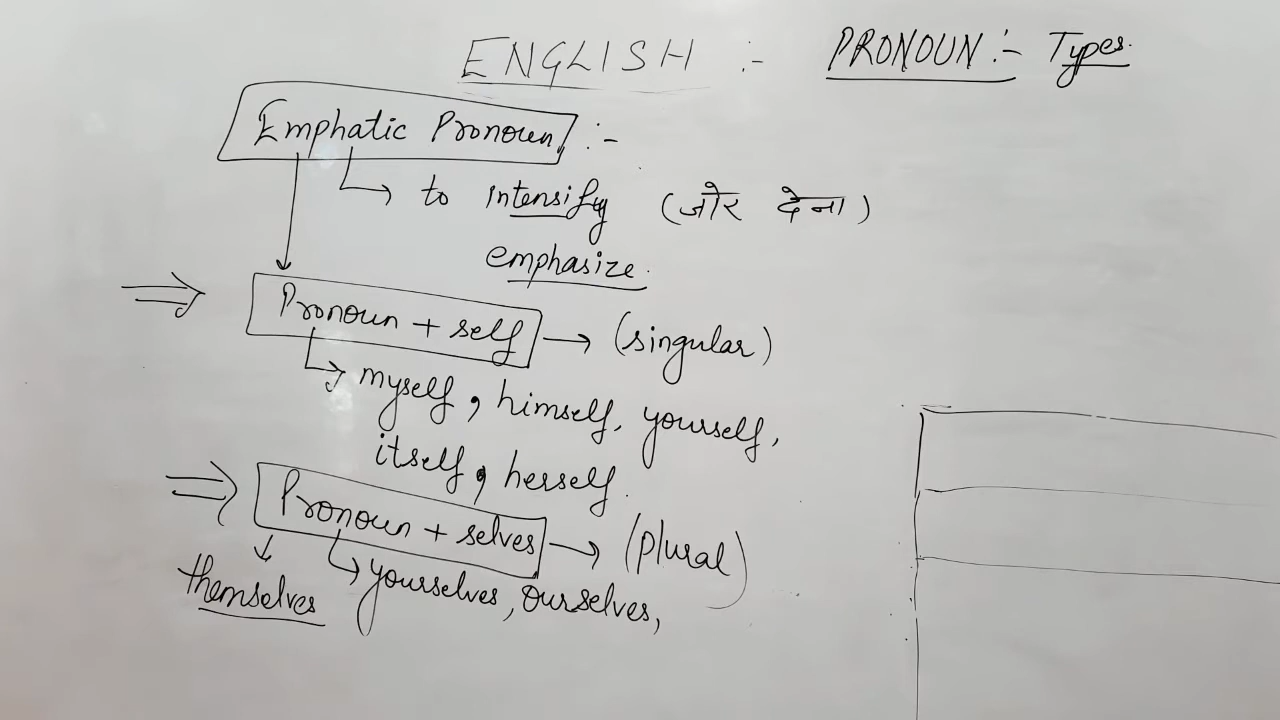 ENGLISH :- PRONOUN :- Types.
Emphatic Pronoun :-
to intensify (जोर देना)
emphasize.
Pronoun + self → (singular)
myself, himself, yourself,
itself, herself.
Pronoun + selves → (plural)
themselves yourselves, ourselves,